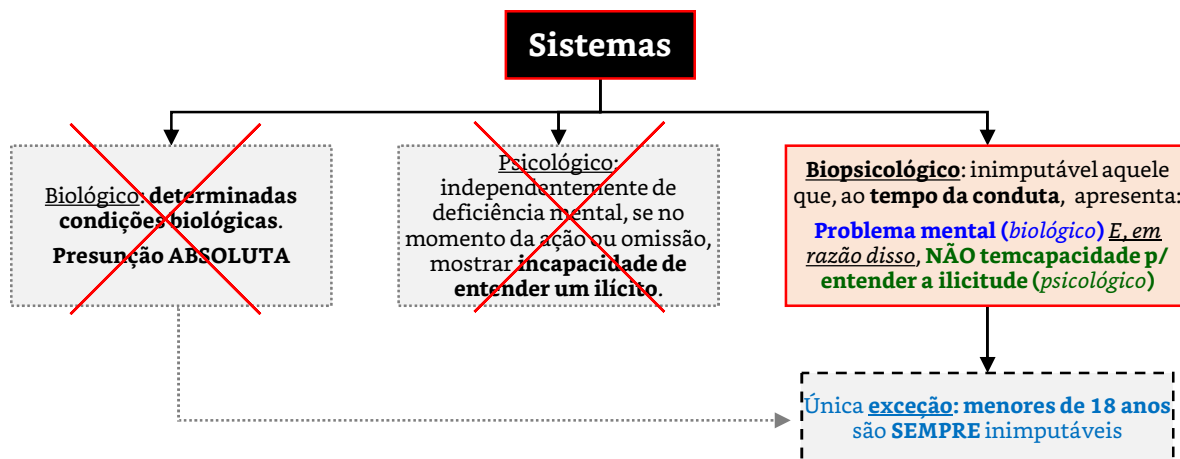 Sistemas
Biológico: determinadas
condições biológicas.
Presunção ABSOLUTA
Psicológico:
independentemente de
deficiência mental, se no
momento da ação ou omissão,
mostrar incapacidade de
entender um ilícito.
Biopsicológico: inimputável aquele
que, ao tempo da conduta, apresenta:
Problema mental (biológico) E, em
razão disso, NÃO temcapacidade p/
entender a ilicitude (psicológico)
Única exceção: menores de 18 anos
são SEMPRE inimputáveis